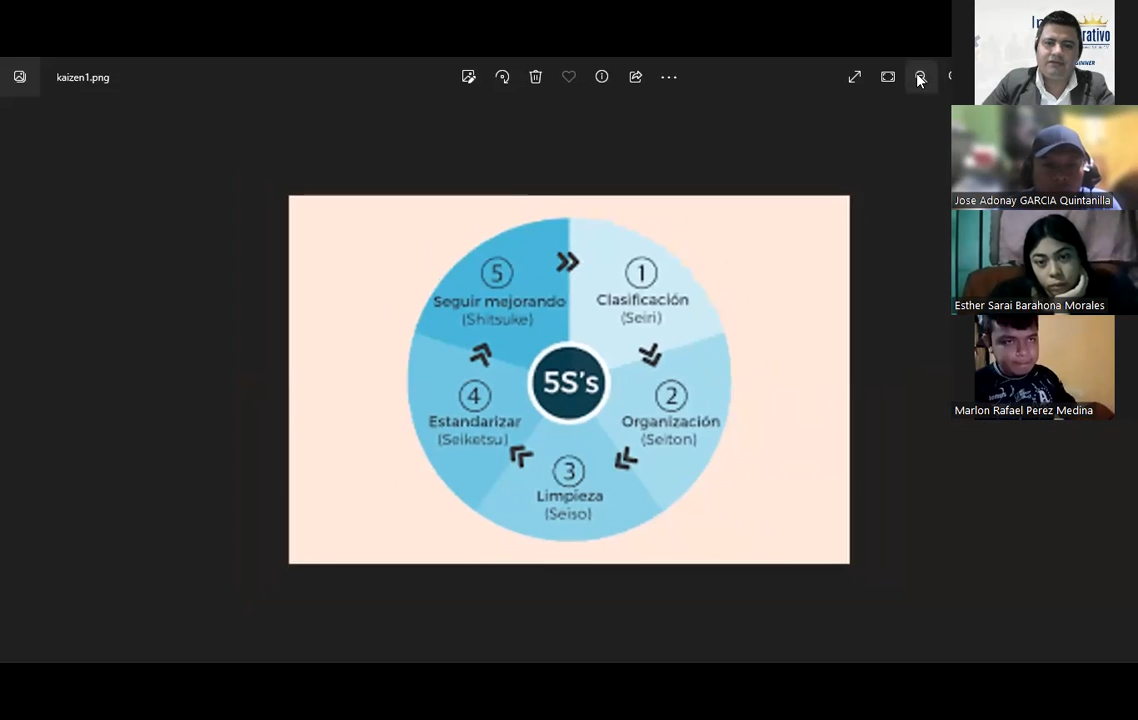 kaizen1.png
5
Seguir mejorando
(Shitsuke)
1
Clasificación
(Seiri)
5S's
4
Estandarizar
(Seiketsu)
2
Organización
(Seiton)
3
Limpieza
(Seiso)
Jose Adonay GARCIA Quintanilla
Esther Sarai Barahona Morales
Marlon Rafael Perez Medina